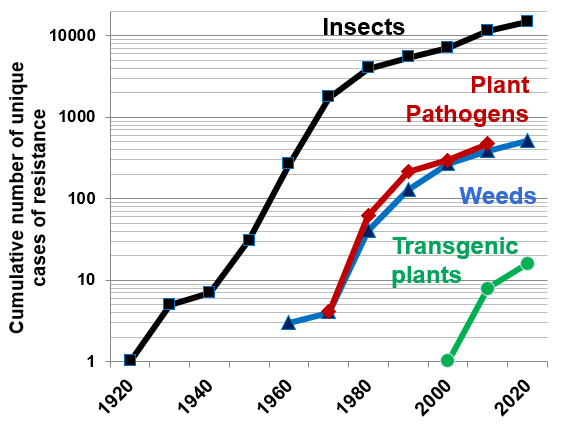 Cumulative number of unique
cases of resistance
10000
1000
100
10
1
Insects
Plant
Pathogens
Weeds
Transgenic
plants
1920
1940
1960
1980
2000
2020